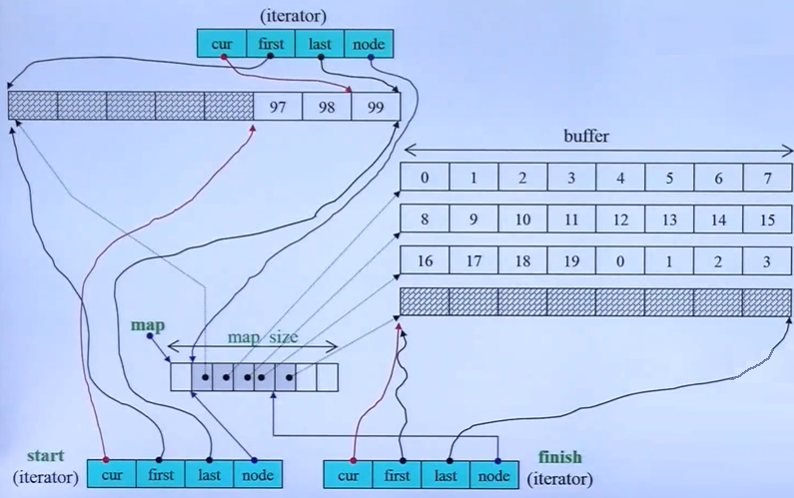 (iterator)
cur first last node
97 98 99
buffer
0 1 2 3 4 5 6 7
8 9 10 11 12 13 14 15
16 17 18 19 0 1 2 3
map
map size
start
(iterator)
cur first last node
cur first last node
finish
(iterator)